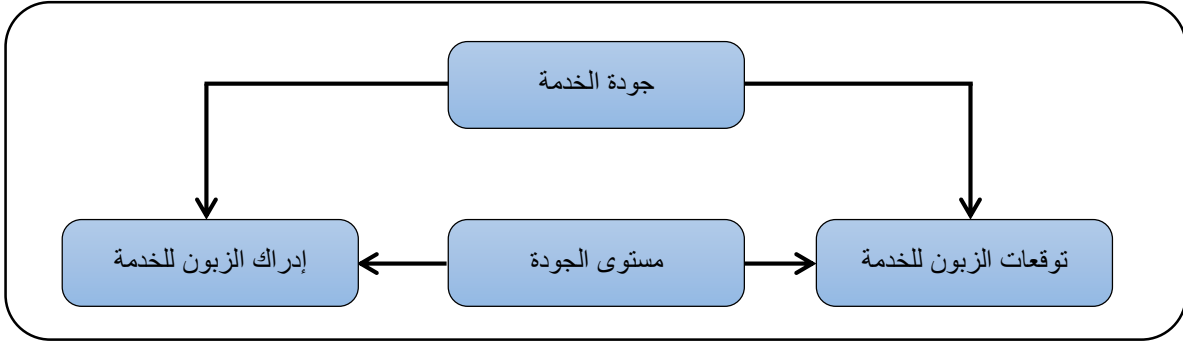 جودة الخدمة
توقعات الزبون للخدمة
مستوى الجودة
إدراك الزبون للخدمة